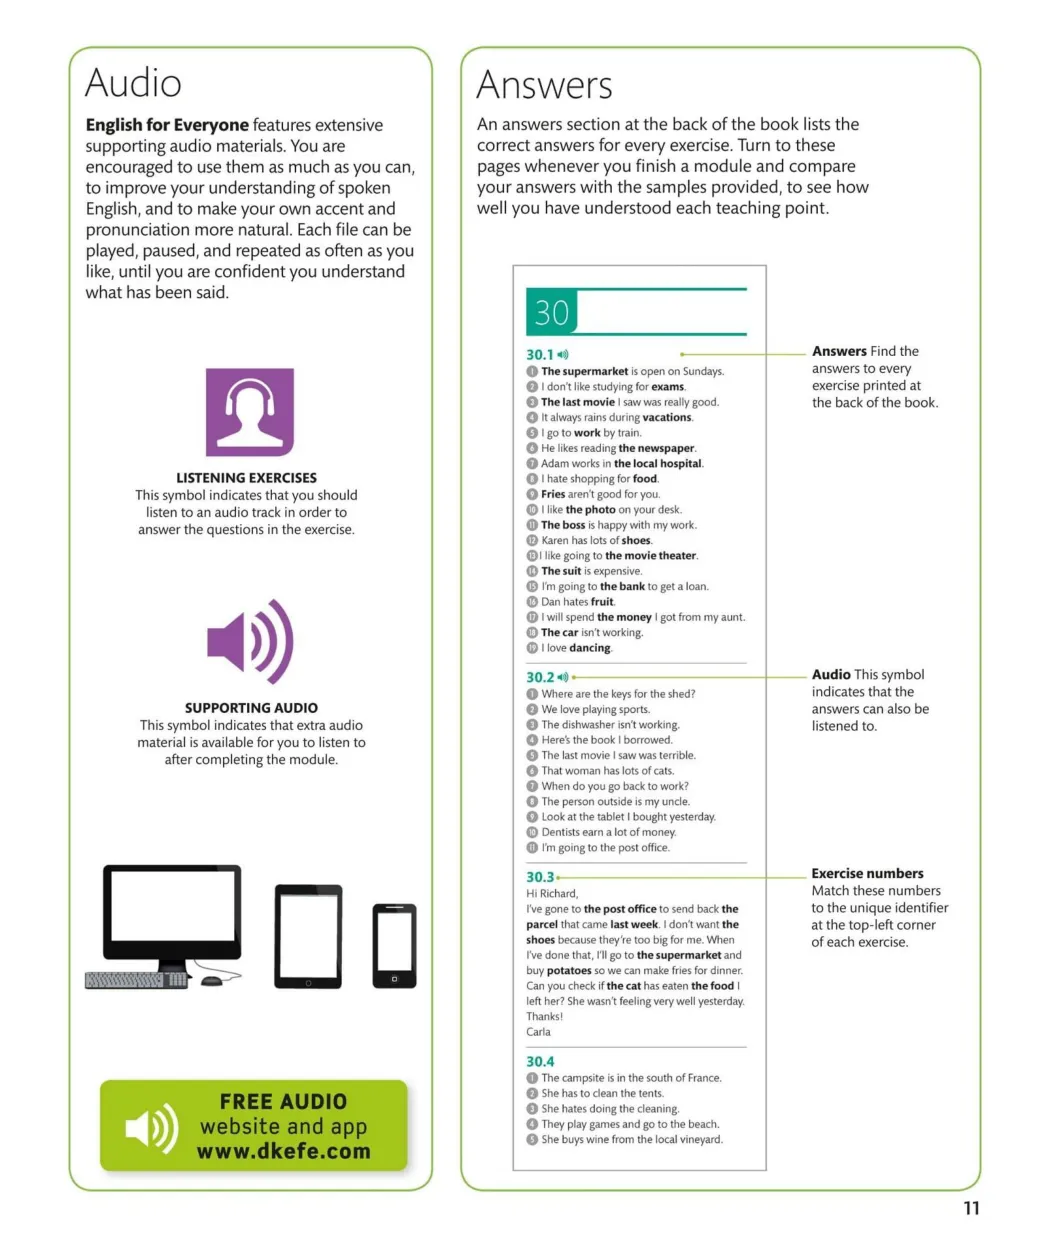 Audio
English for Everyone features extensive
supporting audio materials. You are
encouraged to use them as much as you can,
to improve your understanding of spoken
English, and to make your own accent and
pronunciation more natural. Each file can be
played, paused, and repeated as often as you
like, until you are confident you understand
what has been said.
LISTENING EXERCISES
This symbol indicates that you should
listen to an audio track in order to
answer the questions in the exercise.
SUPPORTING AUDIO
This symbol indicates that extra audio
material is available for you to listen to
after completing the module.
FREE AUDIO
website and app
www.dkefe.com
Answers
An answers section at the back of the book lists the
correct answers for every exercise. Turn to these
pages whenever you finish a module and compare
your answers with the samples provided, to see how
well you have understood each teaching point.
30
30.1
1 The supermarket is open on Sundays.
2 I don't like studying for exams.
3 The last movie I saw was really good.
4 It always rains during vacations.
5 I go to work by train.
6 He likes reading the newspaper.
7 Adam works in the local hospital.
8 I hate shopping for food.
9 Fries aren't good for you.
10 I like the photo on your desk.
11 The boss is happy with my work.
12 Karen has lots of shoes.
13 I like going to the movie theater.
14 The suit is expensive.
15 I'm going to the bank to get a loan.
16 Dan hates fruit.
17 I will spend the money I got from my aunt.
18 The car isn't working.
19 I love dancing.
30.2
1 Where are the keys for the shed?
2 We love playing sports.
3 The dishwasher isn't working.
4 Here's the book I borrowed.
5 The last movie I saw was terrible.
6 That woman has lots of cats.
7 When do you go back to work?
8 The person outside is my uncle.
9 Look at the tablet I bought yesterday.
10 Dentists earn a lot of money.
11 I'm going to the post office.
30.3
Hi Richard,
I've gone to the post office to send back the
parcel that came last week. I don't want the
shoes because they're too big for me. When
I've done that, I'll go to the supermarket and
buy potatoes so we can make fries for dinner.
Can you check if the cat has eaten the food I
left her? She wasn't feeling very well yesterday.
Thanks!
Carla
30.4
1 The campsite is in the south of France.
2 She has to clean the tents.
3 She hates doing the cleaning.
4 They play games and go to the beach.
5 She buys wine from the local vineyard.
Answers Find the
answers to every
exercise printed at
the back of the book.
Audio This symbol
indicates that the
answers can also be
listened to.
Exercise numbers
Match these numbers
to the unique identifier
at the top-left corner
of each exercise.
11